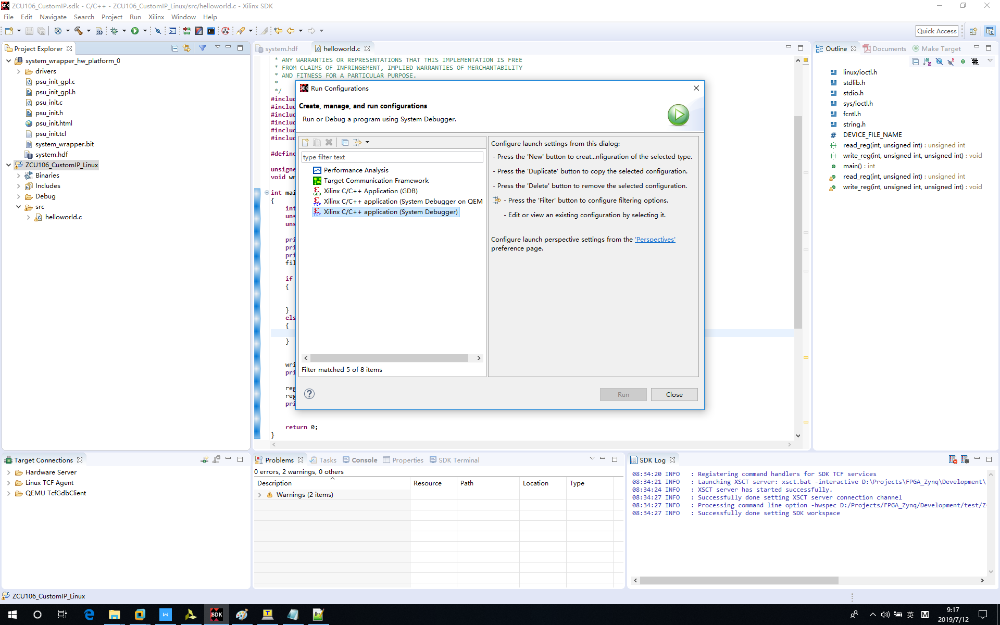 ZCU106_CustomIP.sdk - C/C++ - ZCU106_CustomIP_Linux/src/helloworld.c - Xilinx SDK
File Edit Navigate Search Project Run Xilinx Window Help
Quick Access
Project Explorer
system_wrapper_hw_platform_0
drivers
psu_init_gpl.c
psu_init_gpl.h
psu_init.c
psu_init.h
psu_init.html
psu_init.tcl
system_wrapper.bit
system.hdf
ZCU106_CustomIP_Linux
Binaries
Includes
Debug
src
helloworld.c
system.hdf
helloworld.c
* ANY WARRANTIES OR REPRESENTATIONS THAT THIS IMPLEMENTATION IS FREE
* FROM CLAIMS OF INFRINGEMENT, IMPLIED WARRANTIES OF MERCHANTABILITY
* AND FITNESS FOR A PARTICULAR PURPOSE.
*
*/
#includ
#includ
#includ
#includ
#includ
#includ
#define
unsigne
void wr
int mai
{
int
uns
uns
pri
pri
pri
fil
if
{
}
els
{
}
wri
pri
reg
reg
pri
return 0;
}
Run Configurations
Create, manage, and run configurations
Run or Debug a program using System Debugger.
type filter text
Performance Analysis
Target Communication Framework
Xilinx C/C++ Application (GDB)
Xilinx C/C++ application (System Debugger on QEM
Xilinx C/C++ application (System Debugger)
Filter matched 5 of 8 items
Configure launch settings from this dialog:
- Press the 'New' button to creat...nfiguration of the selected type.
- Press the 'Duplicate' button to copy the selected configuration.
- Press the 'Delete' button to remove the selected configuration.
- Press the 'Filter' button to configure filtering options.
- Edit or view an existing configuration by selecting it.
Configure launch perspective settings from the 'Perspectives'
preference page.
Run
Close
Outline
Documents
Make Target
linux/ioctl.h
stdlib.h
stdio.h
sys/ioctl.h
fcntl.h
string.h
DEVICE_FILE_NAME
read_reg(int, unsigned int) : unsigned int
write_reg(int, unsigned int, unsigned int) : void
main() : int
read_reg(int, unsigned int) : unsigned int
write_reg(int, unsigned int, unsigned int) : void
Target Connections
Hardware Server
Linux TCF Agent
QEMU TcfGdbClient
Problems
Tasks
Console
Properties
SDK Terminal
0 errors, 2 warnings, 0 others
Description Resource Path Location Type
Warnings (2 items)
SDK Log
08:34:20 INFO : Registering command handlers for SDK TCF services
08:34:21 INFO : Launching XSCT server: xsct.bat -interactive D:\Projects\FPGA_Zynq\Development\
08:34:24 INFO : XSCT server has started successfully.
08:34:27 INFO : Successfully done setting XSCT server connection channel
08:34:27 INFO : Processing command line option -hwspec D:/Projects/FPGA_Zynq/Development/test/Z
08:34:27 INFO : Successfully done setting SDK workspace
ZCU106_CustomIP_Linux
SDK
英
M
9:17
2019/7/12